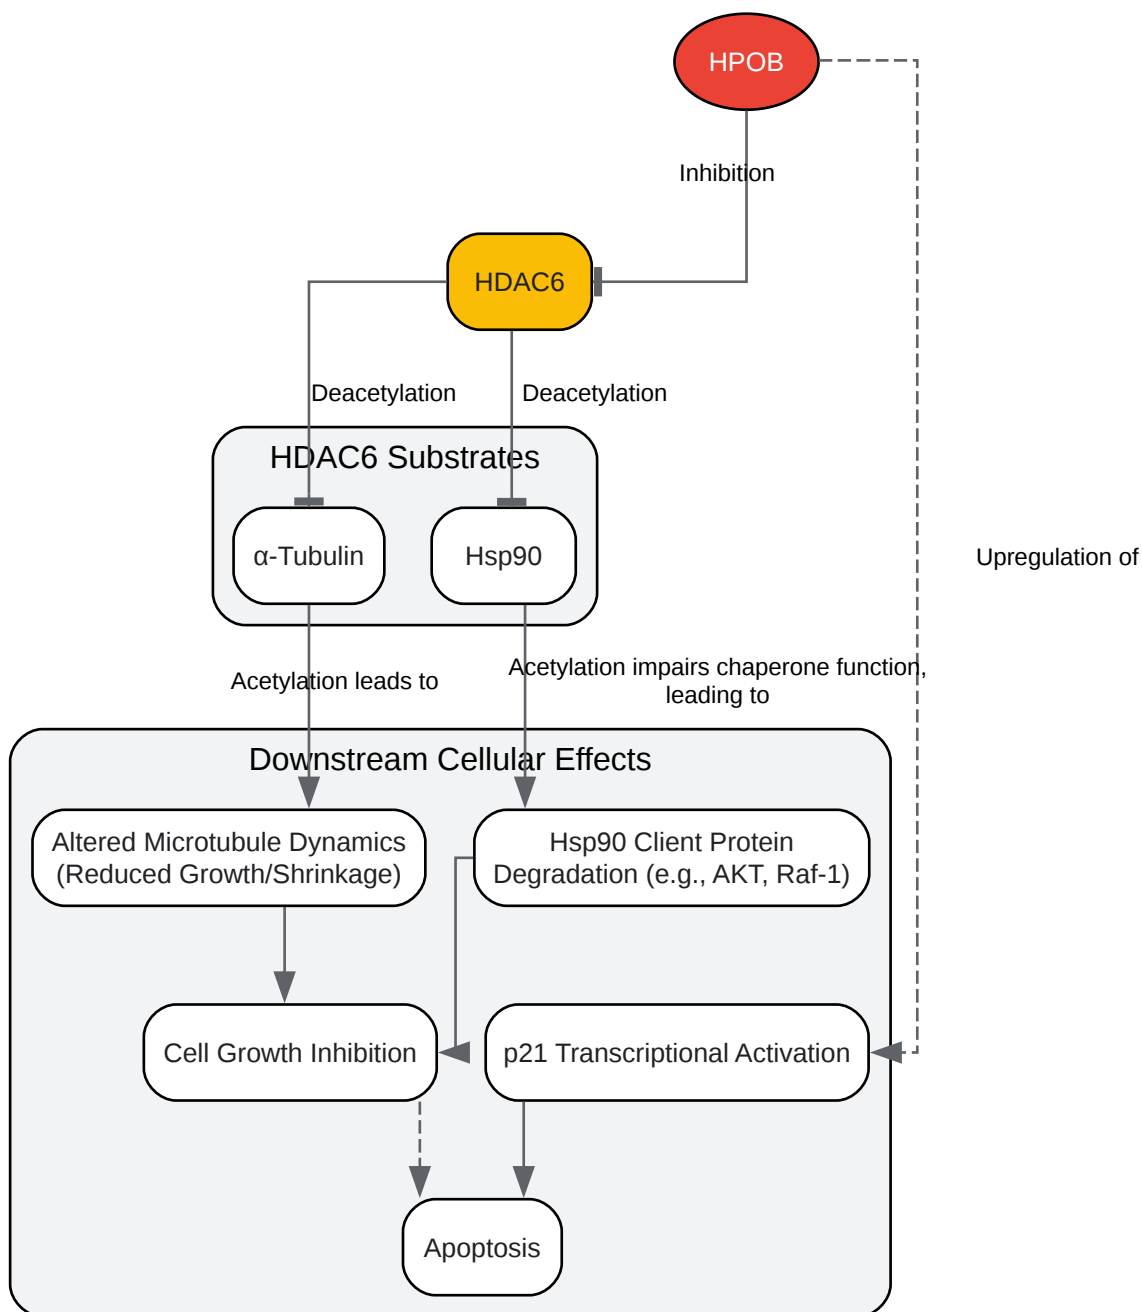 HPOB
Inhibition
HDAC6
Deacetylation
Deacetylation
HDAC6 Substrates
α-Tubulin
Hsp90
Upregulation of
Acetylation leads to
Acetylation impairs chaperone function,
leading to
Downstream Cellular Effects
Altered Microtubule Dynamics
(Reduced Growth/Shrinkage)
Hsp90 Client Protein
Degradation (e.g., AKT, Raf-1)
Cell Growth Inhibition
p21 Transcriptional Activation
Apoptosis